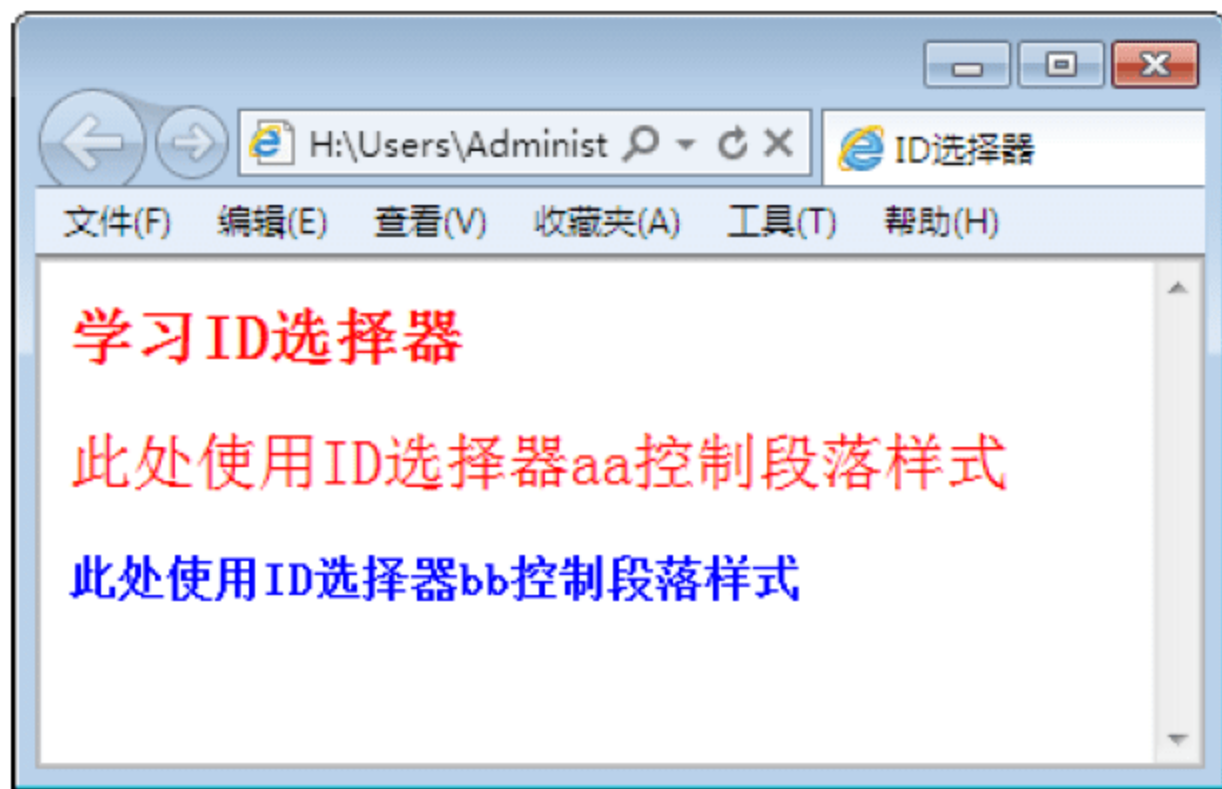 H:\Users\Administ
ID选择器
文件(F) 编辑(E) 查看(V) 收藏夹(A) 工具(T) 帮助(H)
学习ID选择器
此处使用ID选择器aa控制段落样式
此处使用ID选择器bb控制段落样式